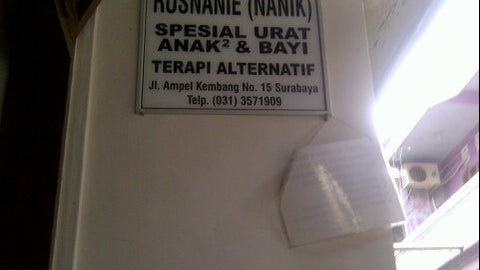 RUSNANIE (NANIK)
SPESIAL URAT
ANAK² & BAYI
TERAPI ALTERNATIF
Jl. Ampel Kembang No. 15 Surabaya
Telp. (031) 3571909